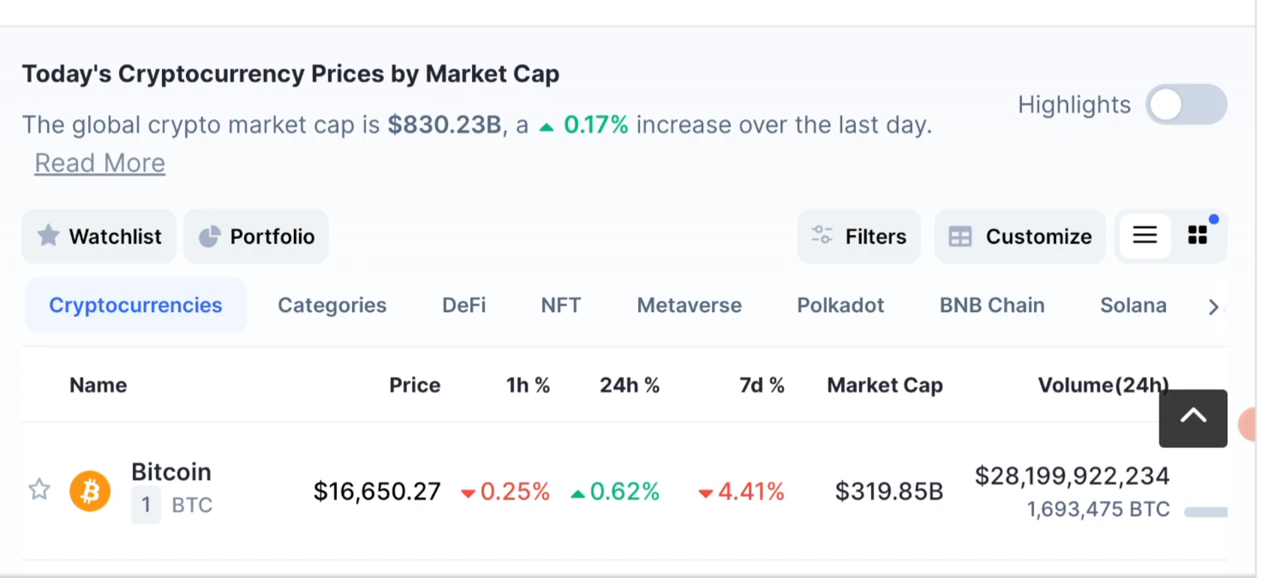 Today's Cryptocurrency Prices by Market Cap
The global crypto market cap is $830.23B, a ▲ 0.17% increase over the last day.
Read More
Highlights
Watchlist Portfolio Filters Customize
Cryptocurrencies Categories DeFi NFT Metaverse Polkadot BNB Chain Solana
Name Price 1h % 24h % 7d % Market Cap Volume(24h)
Bitcoin
1 BTC
$16,650.27 ▼0.25% ▲0.62% ▼4.41% $319.85B $28,199,922,234
1,693,475 BTC